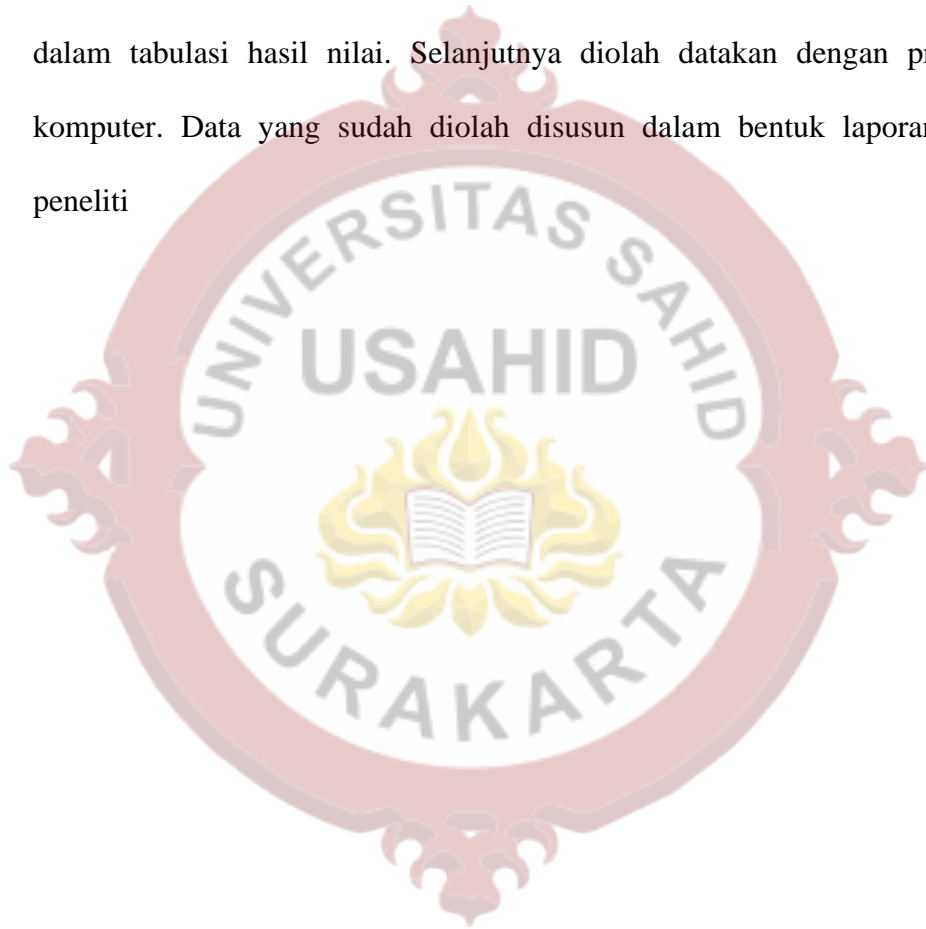 dalam tabulasi hasil nilai. Selanjutnya diolah datakan dengan pr
komputer. Data yang sudah diolah disusun dalam bentuk lapora
peneliti
UNIVERSITAS SAHID
USAHID
SURAKARTA